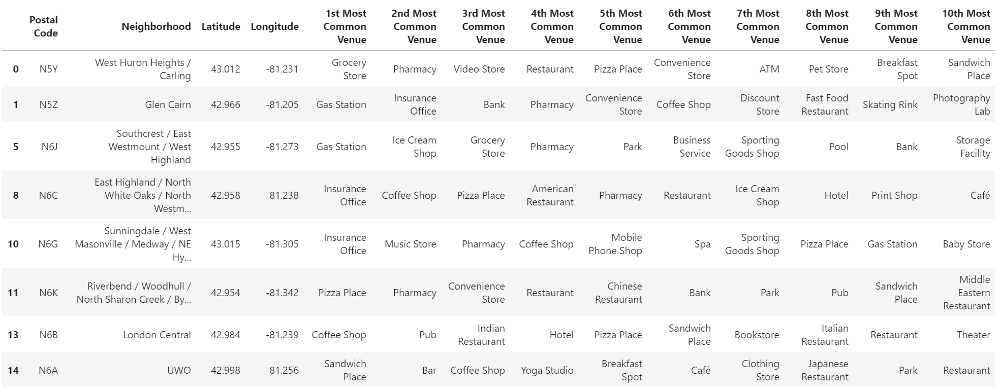 Postal Code Neighborhood Latitude Longitude 1st Most Common Venue 2nd Most Common Venue 3rd Most Common Venue 4th Most Common Venue 5th Most Common Venue 6th Most Common Venue 7th Most Common Venue 8th Most Common Venue 9th Most Common Venue 10th Most Common Venue
0 N5Y West Huron Heights / Carling 43.012 -81.231 Grocery Store Pharmacy Video Store Restaurant Pizza Place Convenience Store ATM Pet Store Breakfast Spot Sandwich Place
1 N5Z Glen Cairn 42.966 -81.205 Gas Station Insurance Office Bank Pharmacy Convenience Store Coffee Shop Discount Store Fast Food Restaurant Skating Rink Photography Lab
5 N6J Southcrest / East Westmount / West Highland 42.955 -81.273 Gas Station Ice Cream Shop Grocery Store Pharmacy Park Business Service Sporting Goods Shop Pool Bank Storage Facility
8 N6C East Highland / North White Oaks / North Westm... 42.958 -81.238 Insurance Office Coffee Shop Pizza Place American Restaurant Pharmacy Restaurant Ice Cream Shop Hotel Print Shop Café
10 N6G Sunningdale / West Masonville / Medway / NE Hy... 43.015 -81.305 Insurance Office Music Store Pharmacy Coffee Shop Mobile Phone Shop Spa Sporting Goods Shop Pizza Place Gas Station Baby Store
11 N6K Riverbend / Woodhull / North Sharon Creek / By... 42.954 -81.342 Pizza Place Pharmacy Convenience Store Restaurant Chinese Restaurant Bank Park Pub Sandwich Place Middle Eastern Restaurant
13 N6B London Central 42.984 -81.239 Coffee Shop Pub Indian Restaurant Hotel Pizza Place Sandwich Place Bookstore Italian Restaurant Restaurant Theater
14 N6A UWO 42.998 -81.256 Sandwich Place Bar Coffee Shop Yoga Studio Breakfast Spot Café Clothing Store Japanese Restaurant Park Restaurant